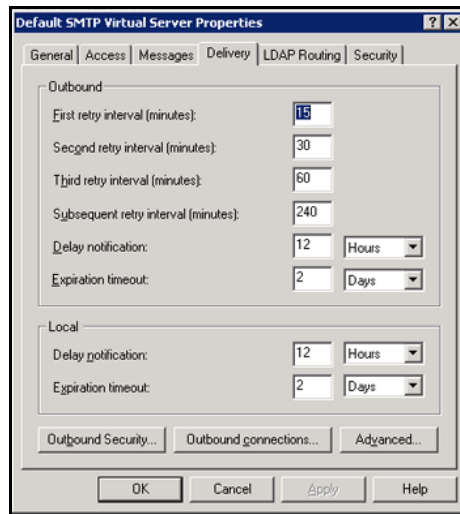 Default SMTP Virtual Server Properties ? X
General Access Messages Delivery LDAP Routing Security
Outbound
First retry interval (minutes): 15
Second retry interval (minutes): 30
Third retry interval (minutes): 60
Subsequent retry interval (minutes): 240
Delay notification: 12 Hours
Expiration timeout: 2 Days
Local
Delay notification: 12 Hours
Expiration timeout: 2 Days
Outbound Security... Outbound connections... Advanced...
OK Cancel Apply Help